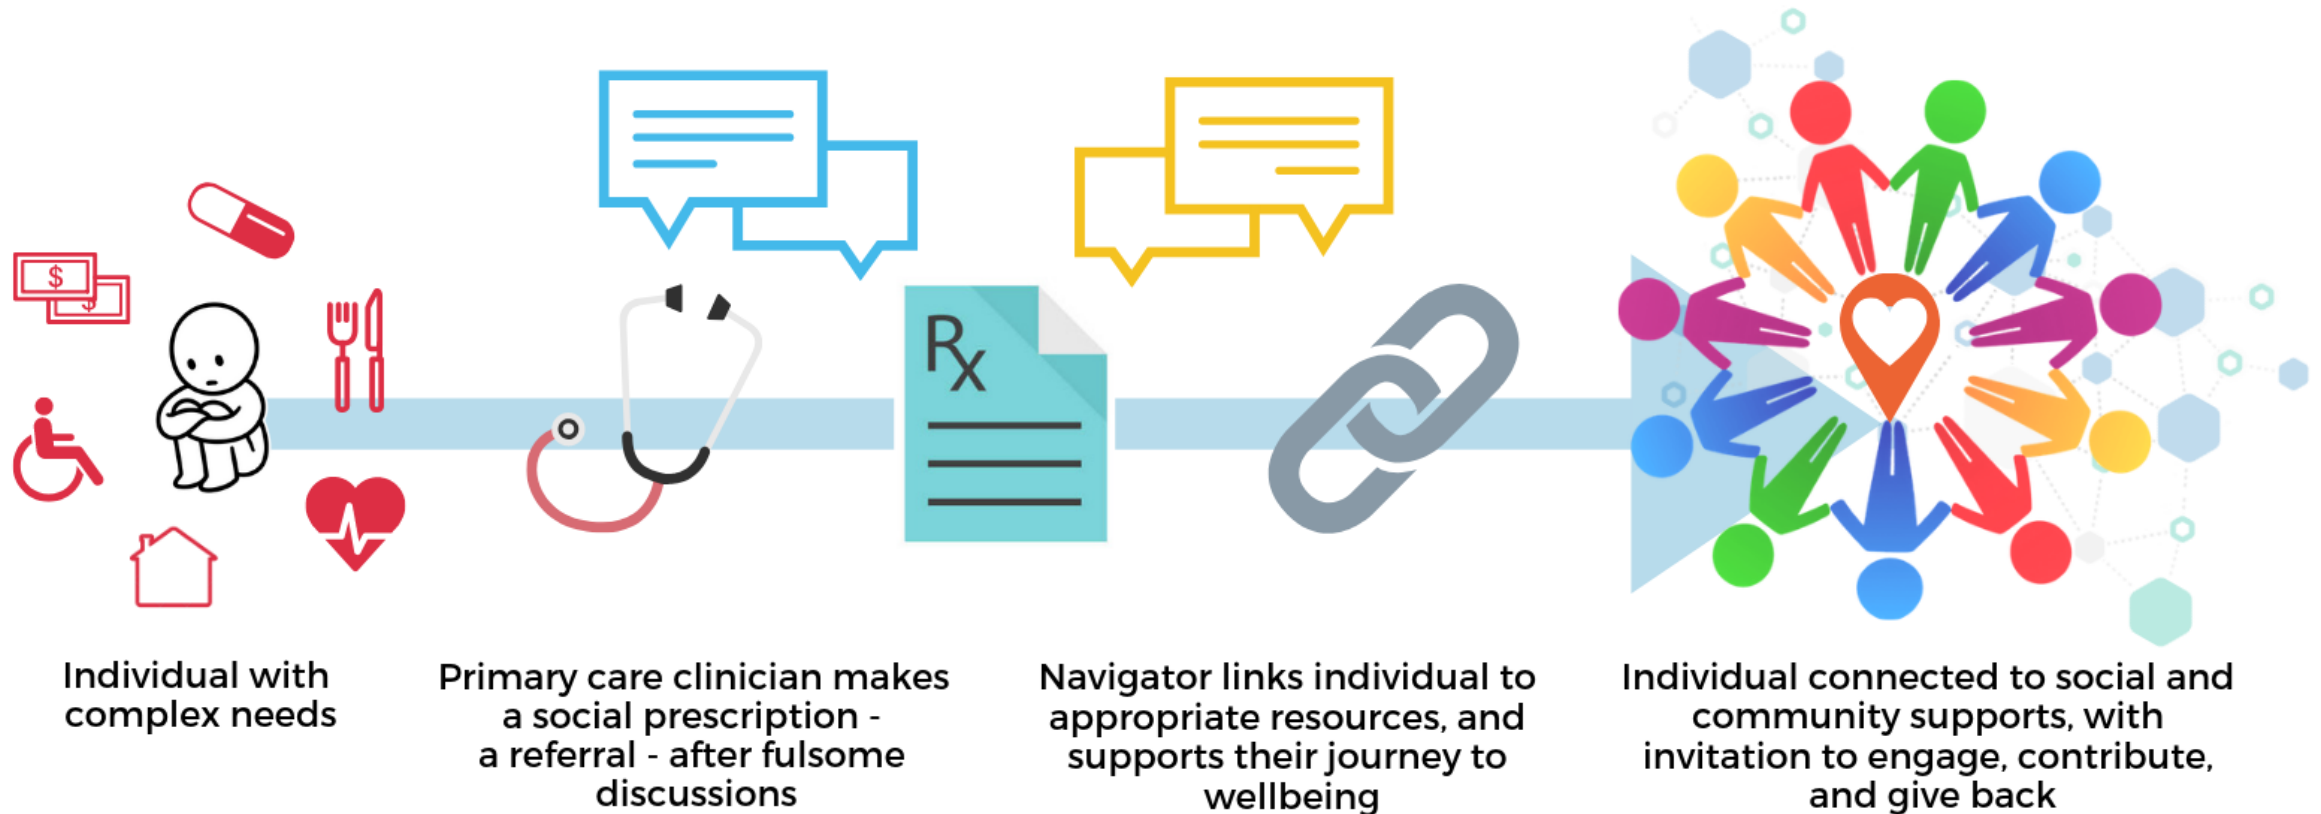 $
$
Rx
Individual with
complex needs
Primary care clinician makes
a social prescription -
a referral - after fulsome
discussions
Navigator links individual to
appropriate resources, and
supports their journey to
wellbeing
Individual connected to social and
community supports, with
invitation to engage, contribute,
and give back